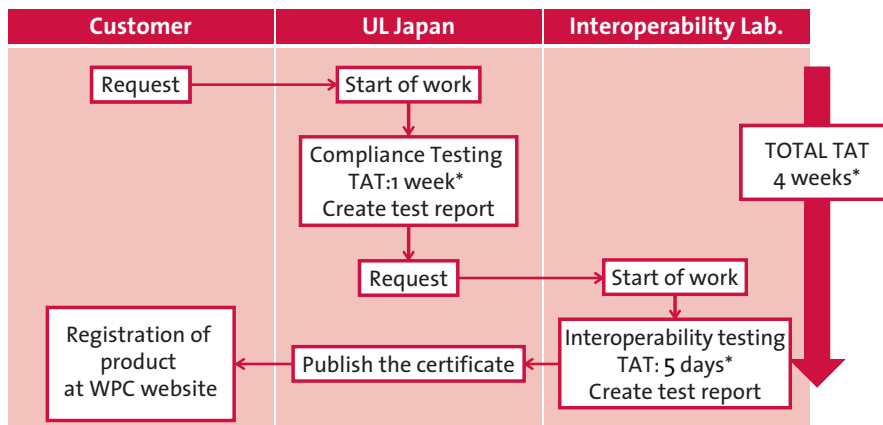 Customer
UL Japan
Interoperability Lab.
Request
Start of work
Compliance Testing
TAT:1 week*
Create test report
TOTAL TAT
4 weeks*
Request
Start of work
Interoperability testing
TAT: 5 days*
Create test report
Publish the certificate
Registration of
product
at WPC website